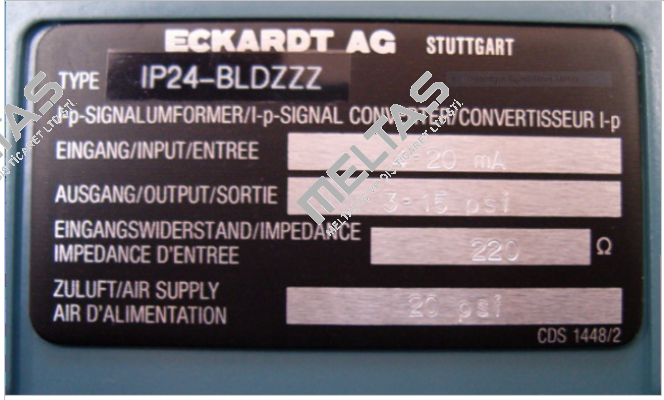 ECKARDT AG STUTTGART
TYPE IP24-BLDZZZ
I-p-SIGNALUMFORMER/I-p-SIGNAL CONVERTER/CONVERTISSEUR I-p
EINGANG/INPUT/ENTREE 20 mA
AUSGANG/OUTPUT/SORTIE 3-15 psi
EINGANGSWIDERSTAND/IMPEDANCE
IMPEDANCE D'ENTREE 220 Ω
ZULUFT/AIR SUPPLY
AIR D'ALIMENTATION 20 psi
CDS 1448/2
MELTAS
MELTAS